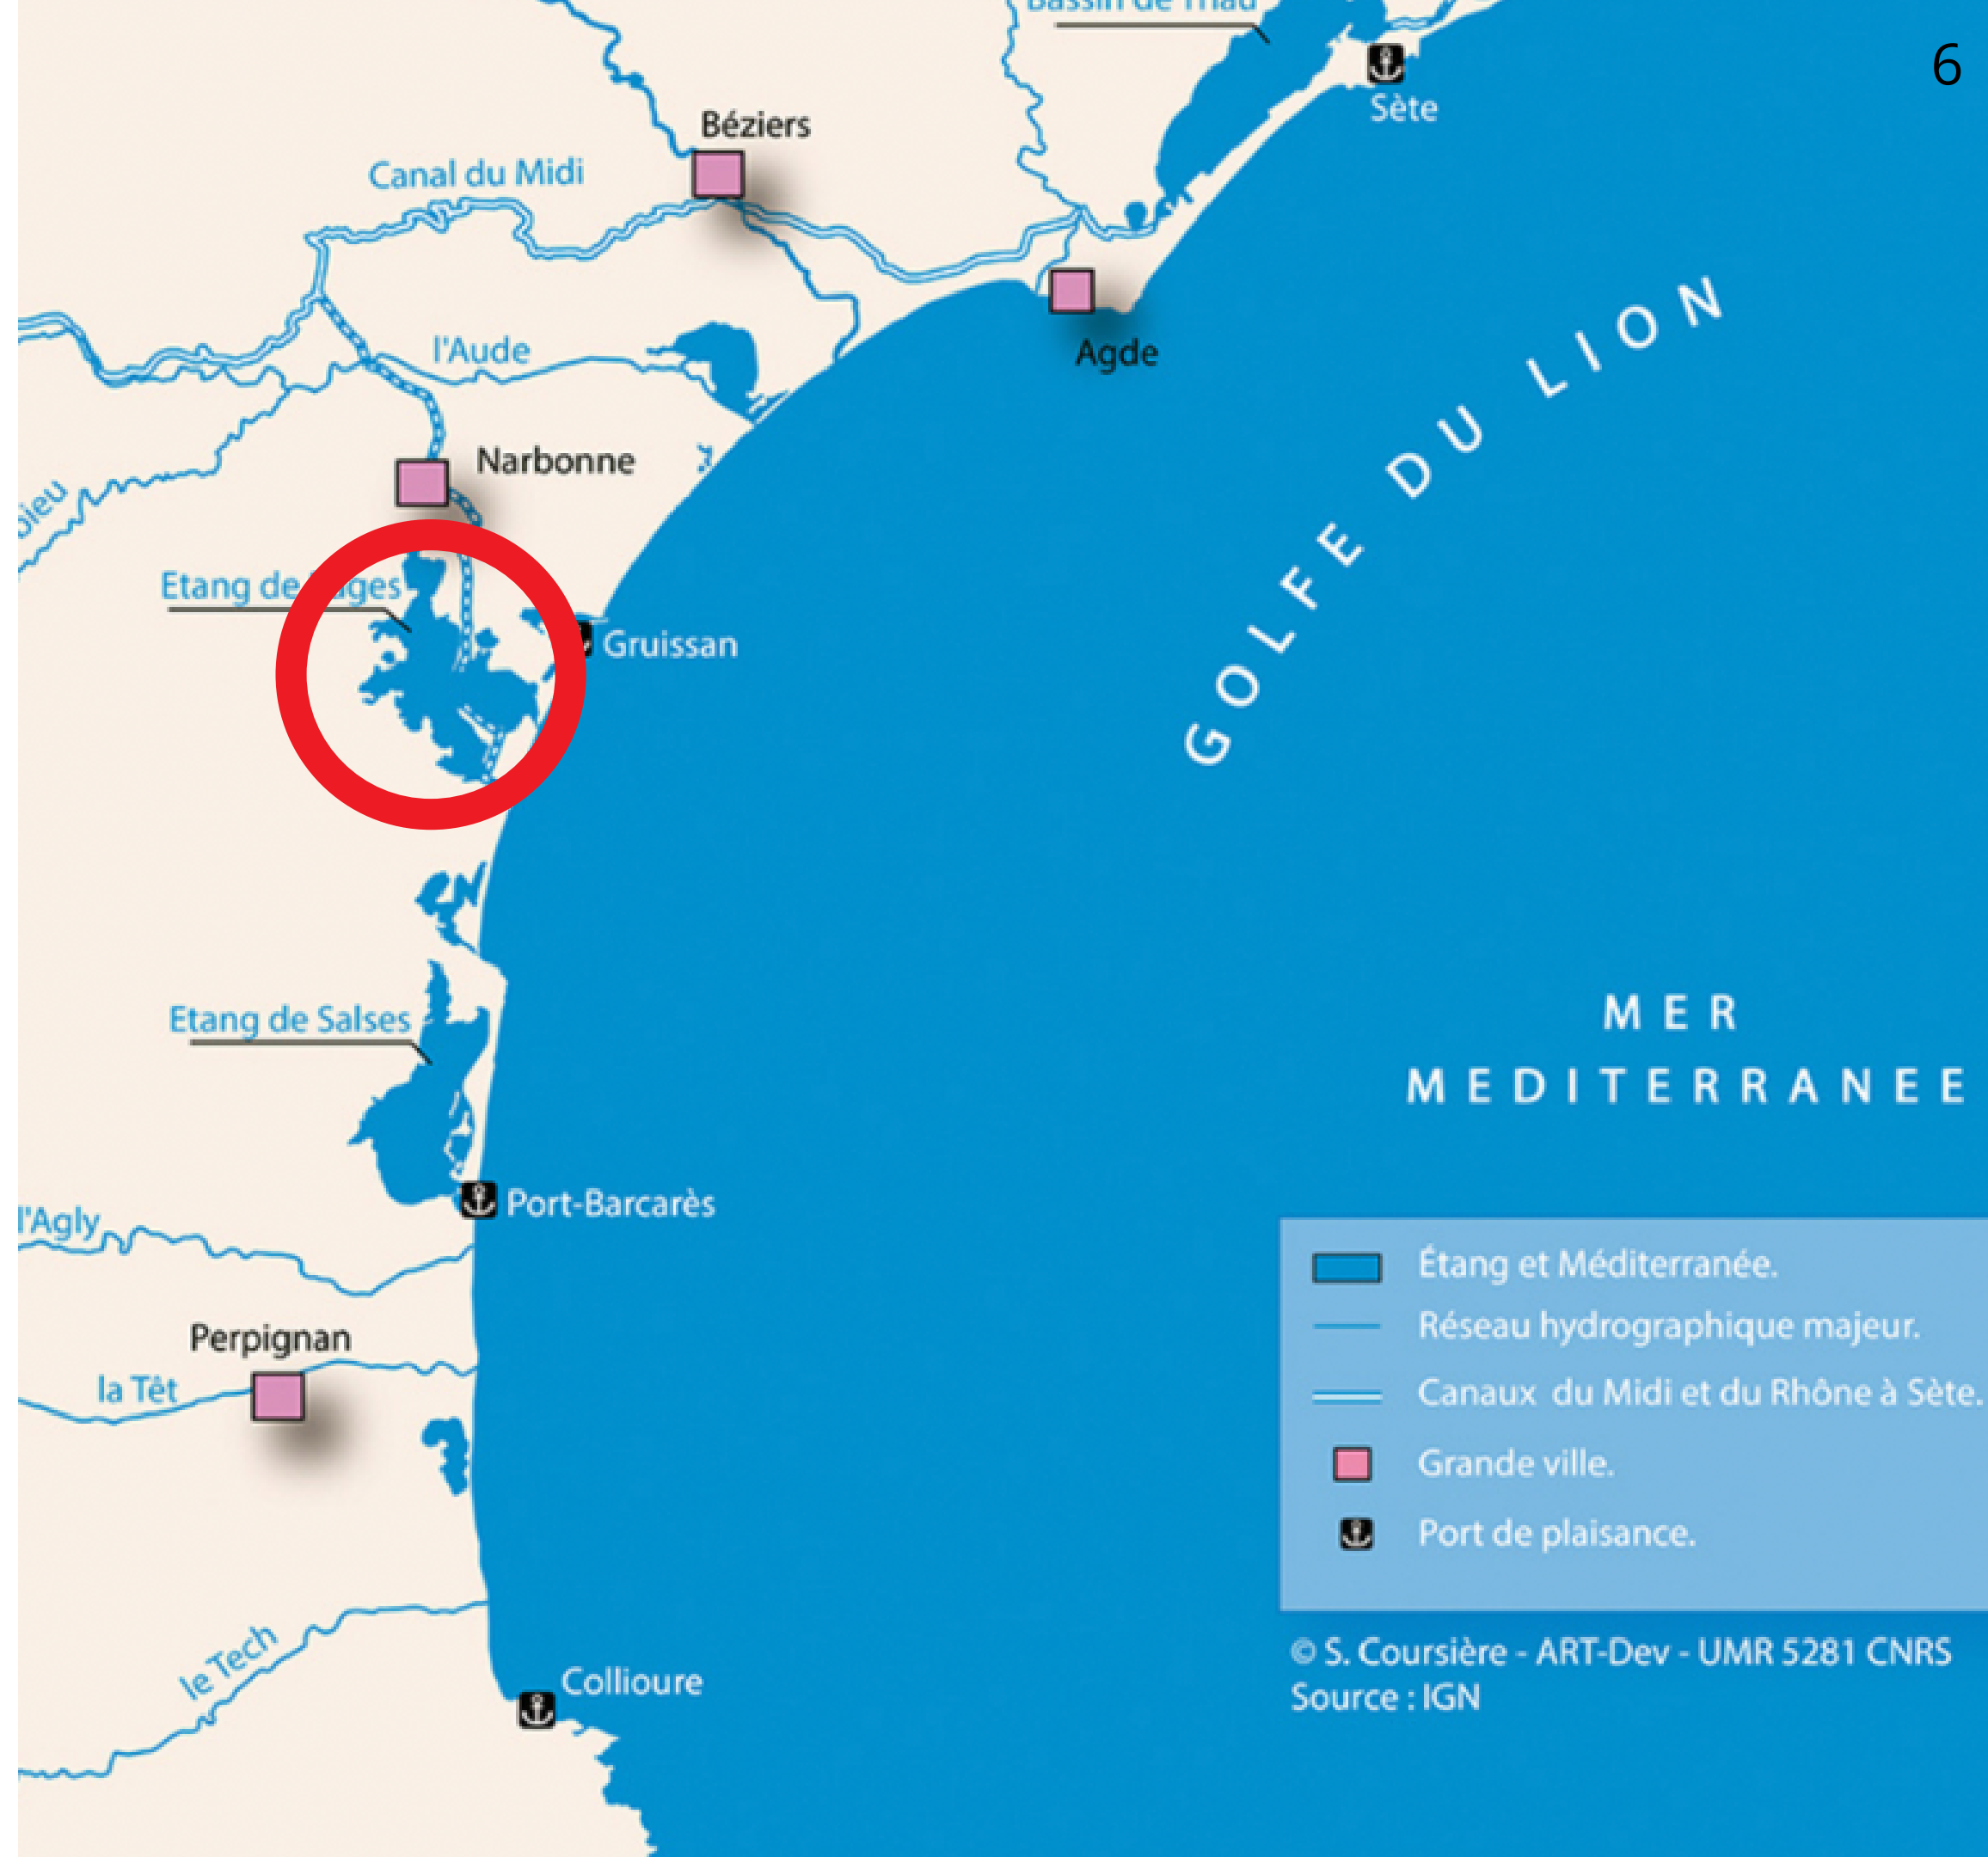 6
Sète
Béziers
Canal du Midi
l'Aude
Agde
Narbonne
GOLFE DU LION
Etang de
Gruissan
MER
MEDITERRANEE
Etang de Salses
Port-Barcarès
l'Agly
Perpignan
la Têt
le Tech
Collioure
Étang et Méditerranée.
Réseau hydrographique majeur.
Canaux du Midi et du Rhône à Sète.
Grande ville.
Port de plaisance.
© S. Coursière - ART-Dev - UMR 5281 CNRS
Source : IGN